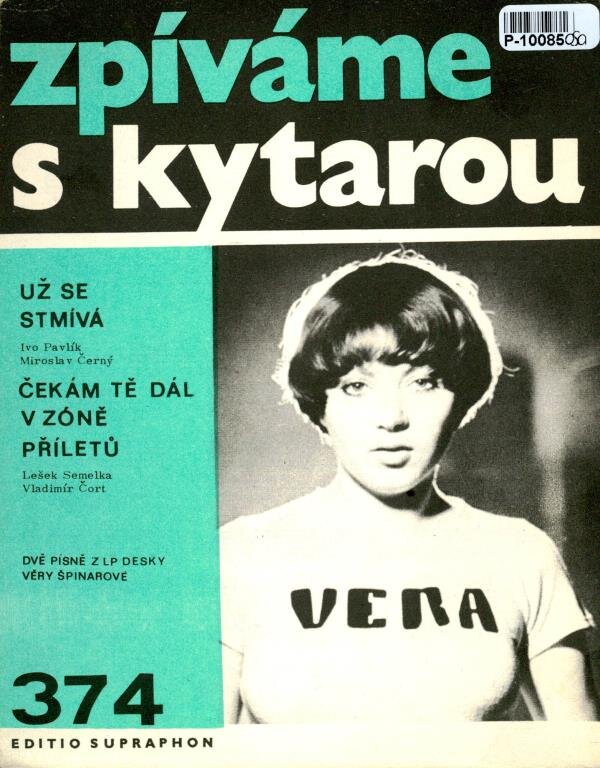 P-10085
zpíváme
s kytarou
UŽ SE
STMÍVÁ
Ivo Pavlík
Miroslav Černý
ČEKÁM TĚ DÁL
V ZÓNĚ
PŘÍLETŮ
Lešek Semelka
Vladimír Čort
DVĚ PÍSNĚ Z LP DESKY
VĚRY ŠPINAROVÉ
VERA
374
EDITIO SUPRAPHON